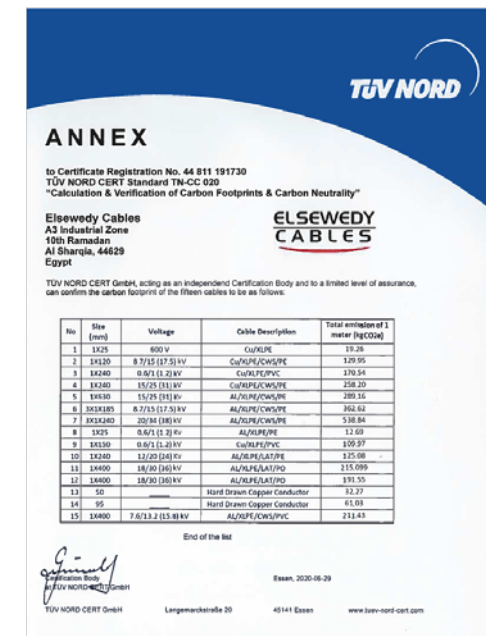 TÜV NORD
ANNEX
to Certificate Registration No. 44 811 191730
TÜV NORD CERT Standard TN-CC 020
"Calculation & Verification of Carbon Footprints & Carbon Neutrality"
Elsewedy Cables
A3 Industrial Zone
10th Ramadan
Al Sharqia, 44629
Egypt
ELSEWEDY
CABLES
TÜV NORD CERT GmbH, acting as an independend Certification Body and to a limited level of assurance,
can confirm the carbon footprint of the fifteen cables to be as follows:
No Size (mm) Voltage Cable Description Total emission of 1 meter (kgCO2e)
1 1X25 600 V Cu/XLPE 19.26
2 1X120 8.7/15 (17.5) kV Cu/XLPE/CWS/PE 129.95
3 1X240 0.6/1 (1.2) kV Cu/XLPE/PVC 170.54
4 1X240 15/25 (31) kV Cu/XLPE/CWS/PE 258.20
5 1X630 15/25 (31) kV AL/XLPE/CWS/PE 289.16
6 3X1X185 8.7/15 (17.5) kV AL/XLPE/CWS/PE 362.62
7 3X1X240 20/34 (38) kV AL/XLPE/CWS/PE 538.84
8 1X25 0.6/1 (1.2) Kv AL/XLPE/PE 12.69
9 1X150 0.6/1 (1.2) kV Cu/XLPE/PVC 109.97
10 1X240 12/20 (24) Kv AL/XLPE/LAT/PE 125.08
11 1X400 18/30 (36) kV AL/XLPE/LAT/PO 215.099
12 1X400 18/30 (36) kV AL/XLPE/LAT/PO 191.55
13 50 Hard Drawn Copper Conductor 32.27
14 95 Hard Drawn Copper Conductor 61.03
15 1X400 7.6/13.2 (15.8) kV AL/XLPE/CWS/PVC 211.43
End of the list
Certification Body
at TÜV NORD CERT GmbH
Essen, 2020-06-29
TÜV NORD CERT GmbH Langemarckstraße 20 45141 Essen www.tuev-nord-cert.com